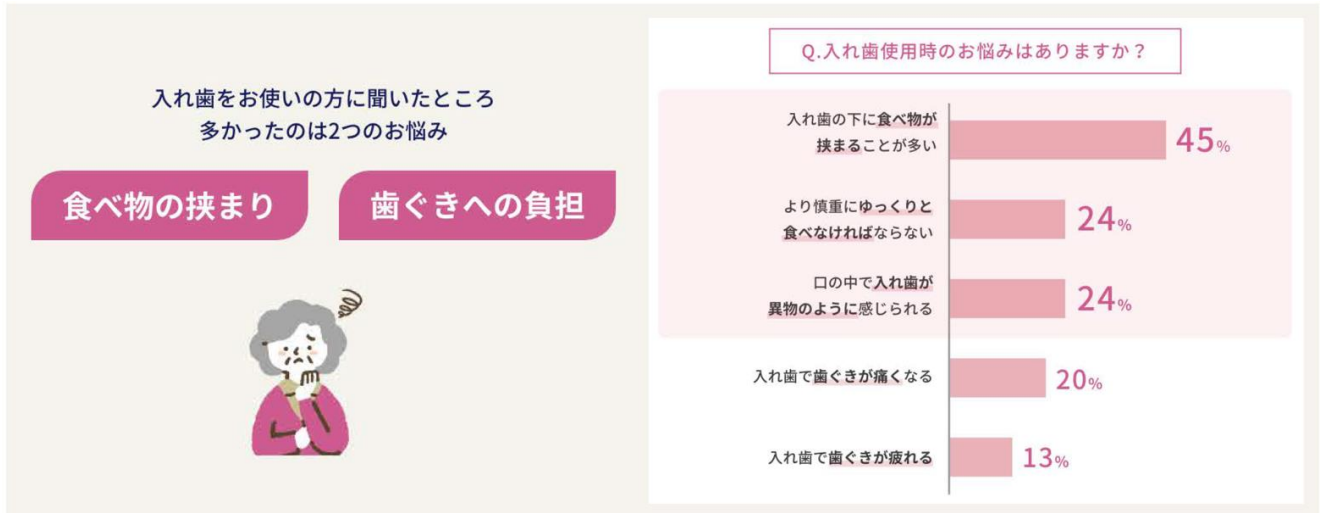 入れ歯をお使いの方に聞いたところ
多かったのは2つのお悩み
食べ物の挟まり
歯ぐきへの負担
Q.入れ歯使用時のお悩みはありますか？
入れ歯の下に食べ物が
挟まることが多い
45%
より慎重にゆっくりと
食べなければならない
24%
口の中で入れ歯が
異物のように感じられる
24%
入れ歯で歯ぐきが痛くなる
20%
入れ歯で歯ぐきが疲れる
13%